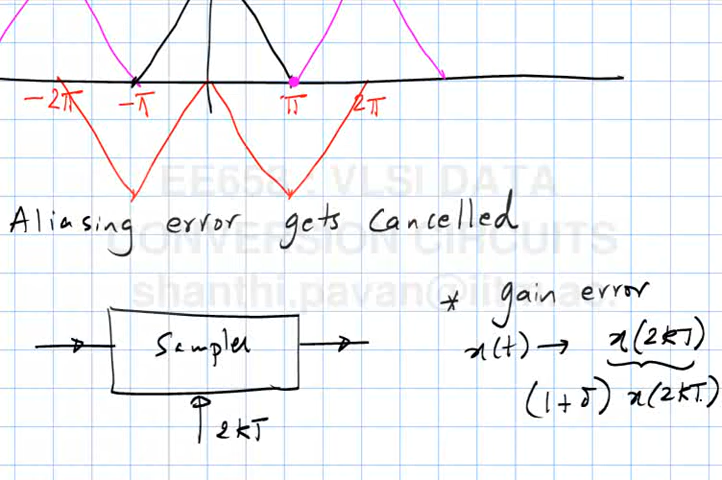 -2π -π π 2π
EE658 : VLSI DATA
Aliasing error gets cancelled
CONVERSION CIRCUITS
shanthi.pavan@iitm.ac.
* gain error
Sampler x(t) → x(2kT)
(1+δ) x(2kT)
2kT